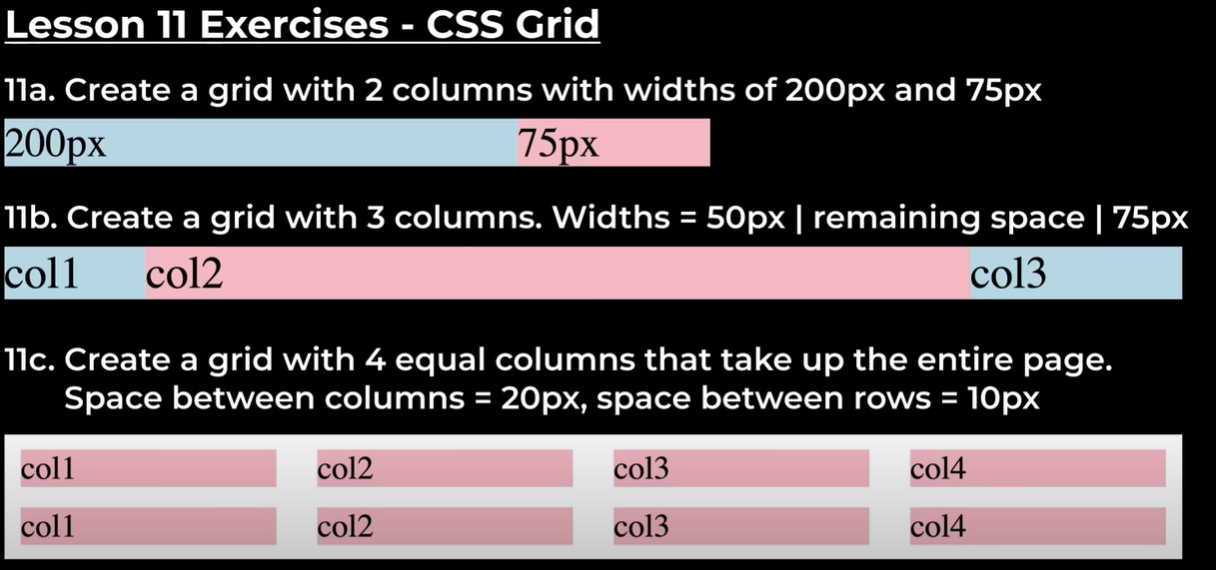 Lesson 11 Exercises - CSS Grid
11a. Create a grid with 2 columns with widths of 200px and 75px
200px 75px
11b. Create a grid with 3 columns. Widths = 50px | remaining space | 75px
col1 col2 col3
11c. Create a grid with 4 equal columns that take up the entire page.
Space between columns = 20px, space between rows = 10px
col1 col2 col3 col4
col1 col2 col3 col4